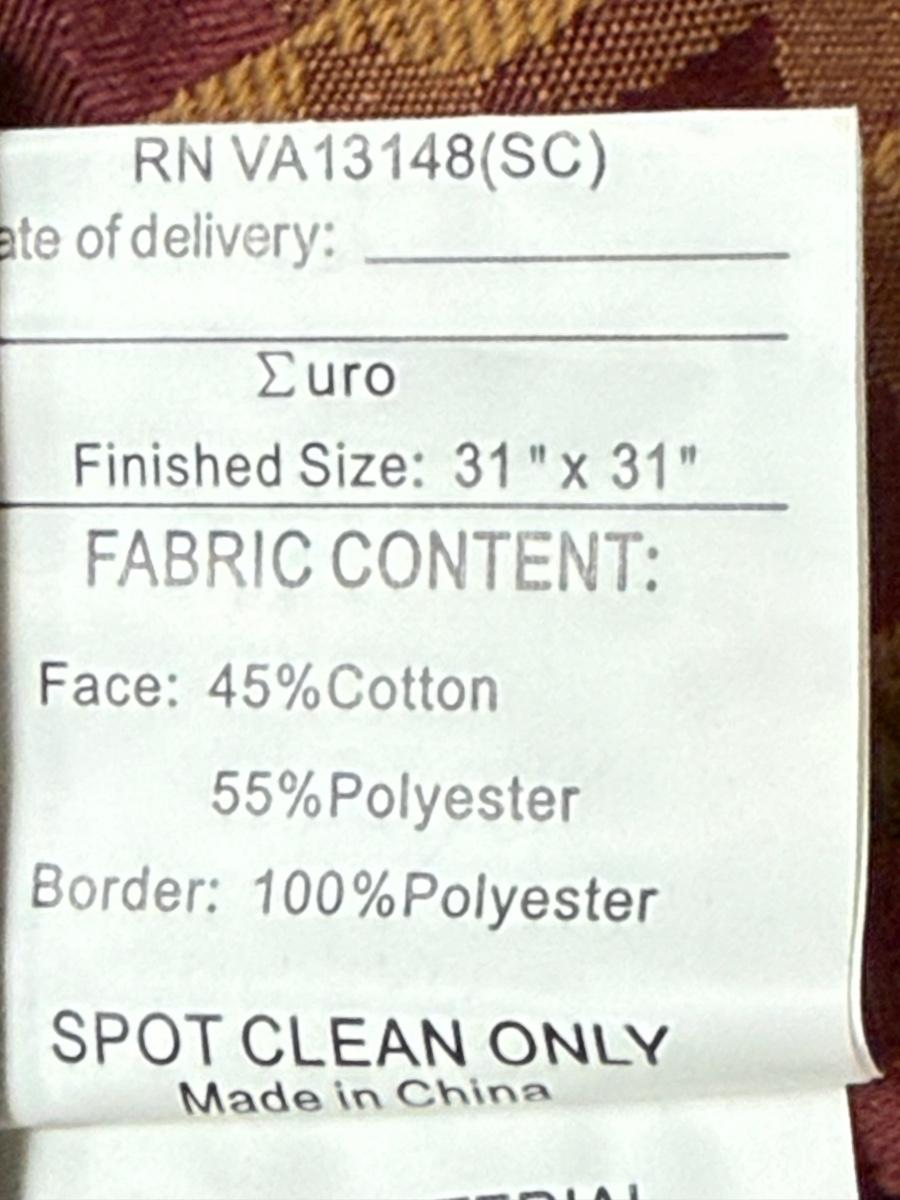 RN VA13148(SC)
ate of delivery:
Σuro
Finished Size: 31" x 31"
FABRIC CONTENT:
Face: 45%Cotton
55%Polyester
Border: 100%Polyester
SPOT CLEAN ONLY
Made in China